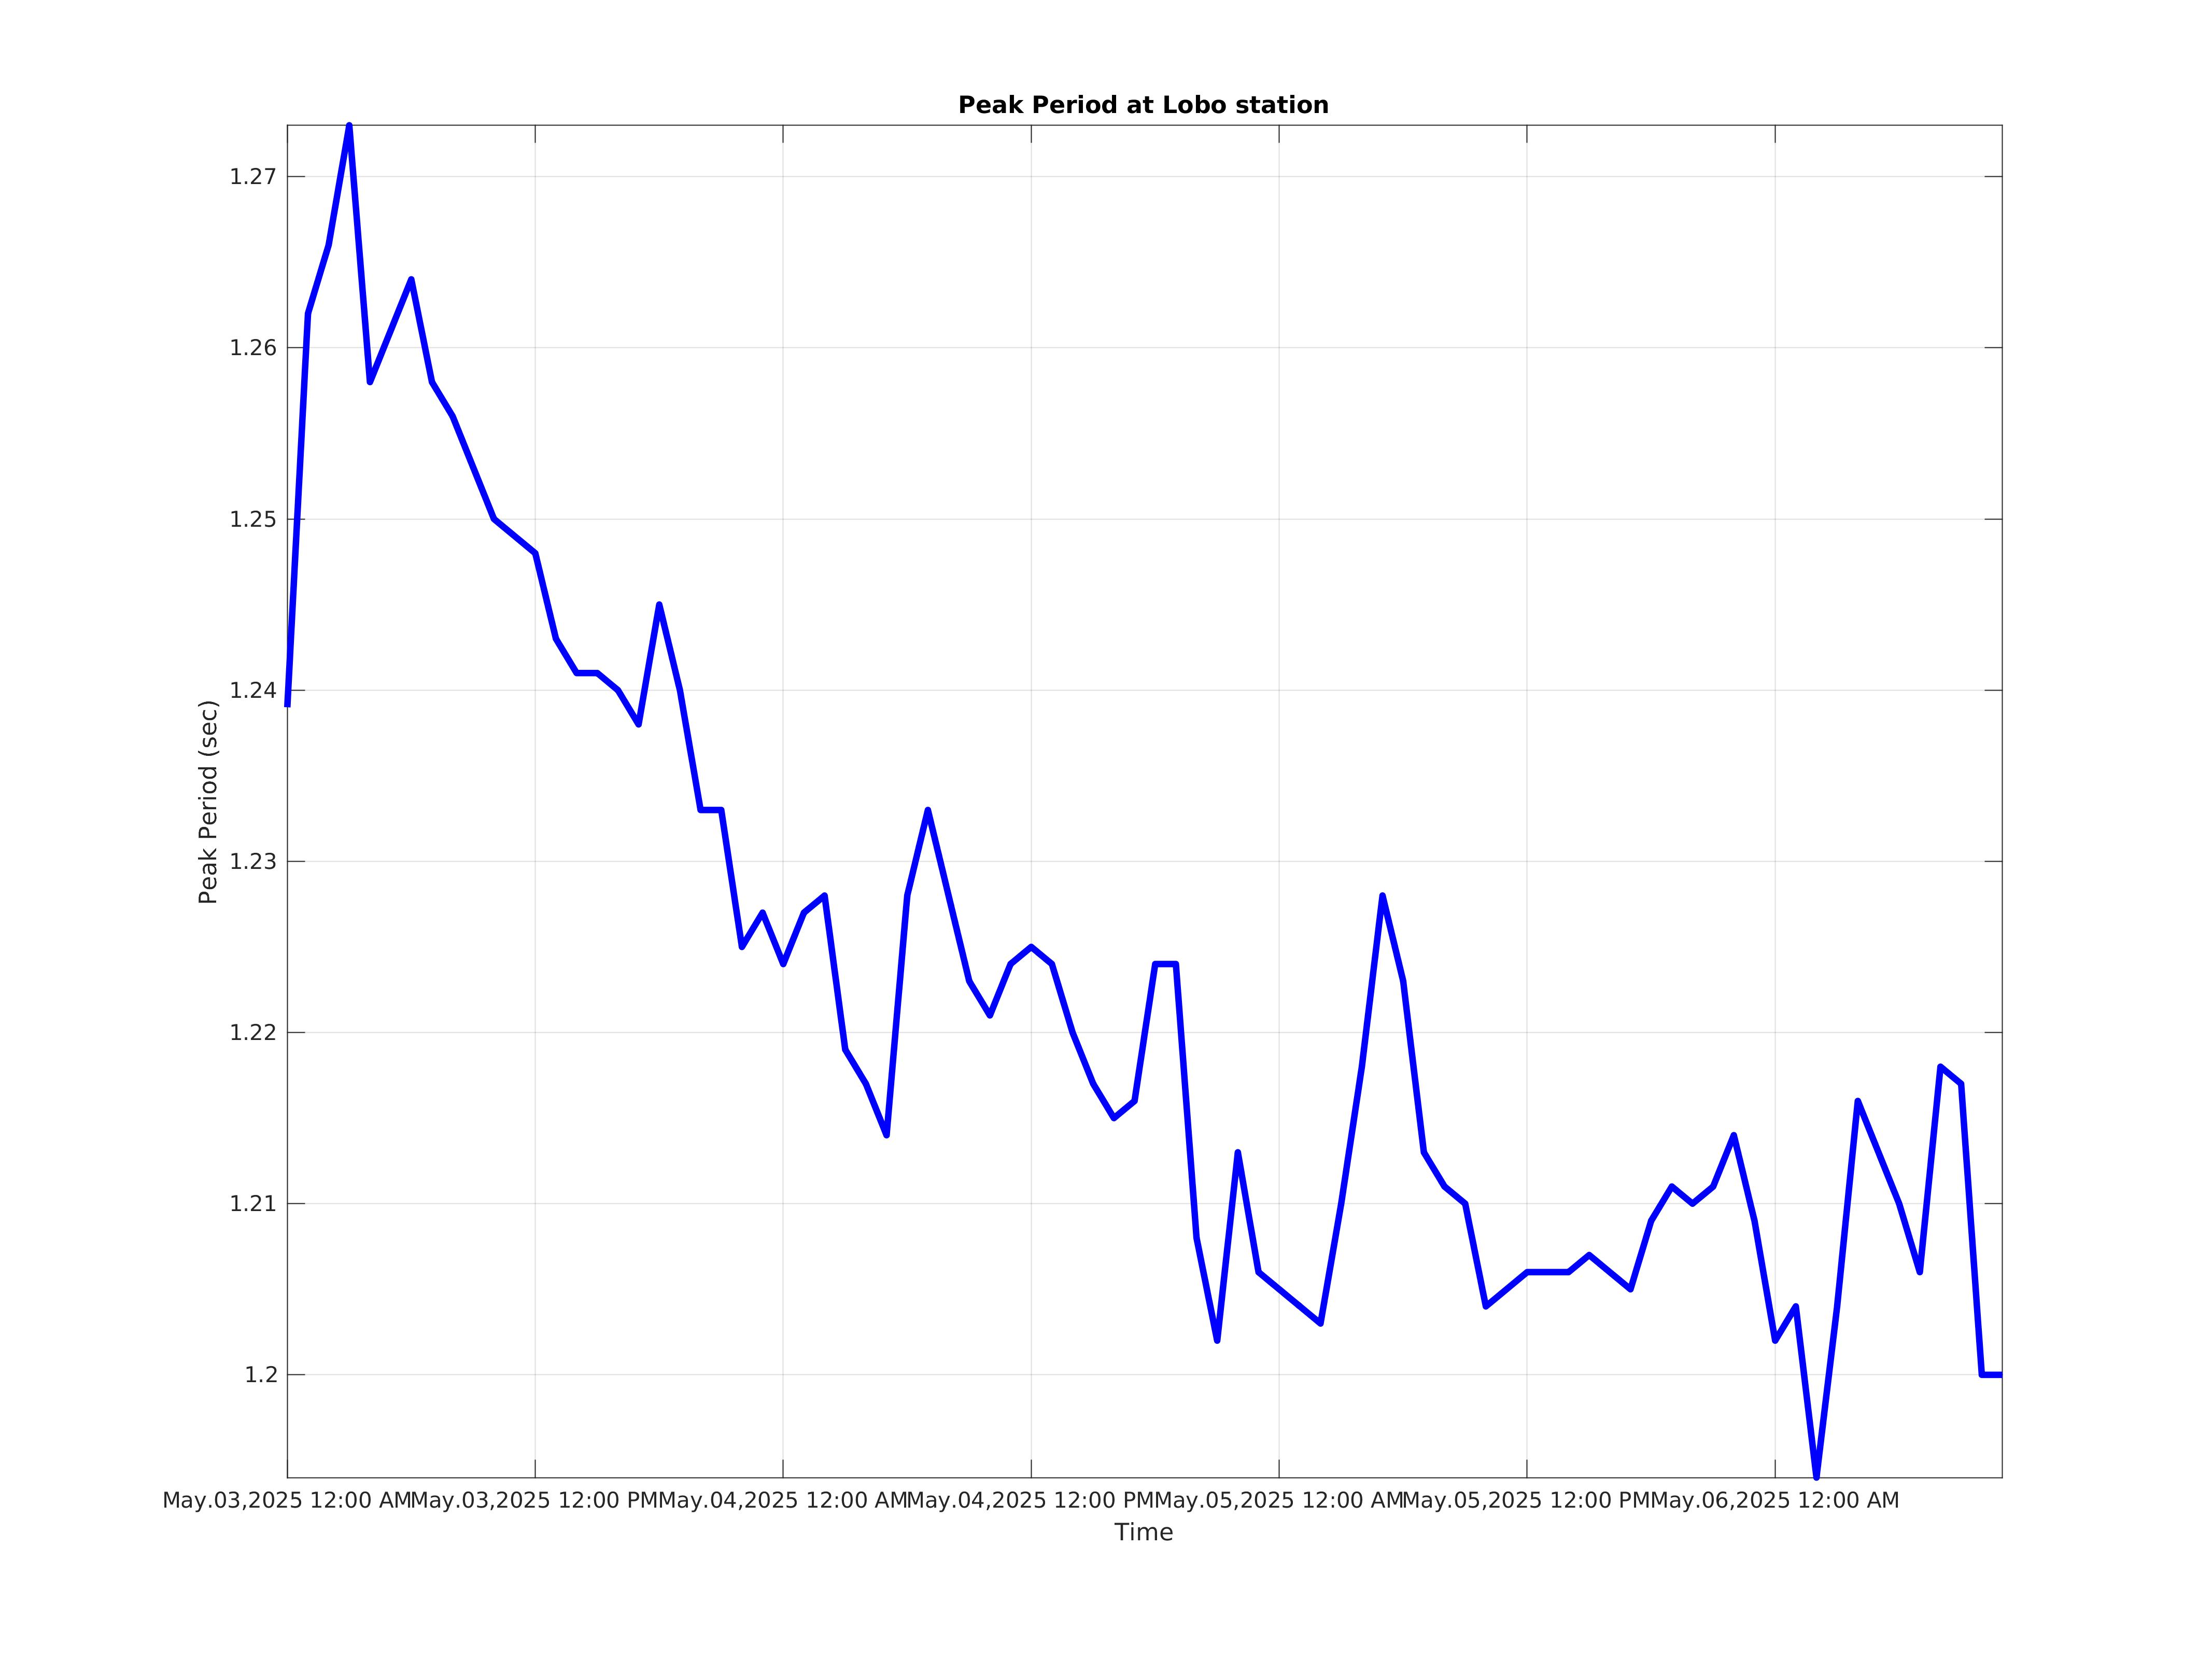 Peak Period at Lobo station
1.27
1.26
1.25
1.24
1.23
1.22
1.21
1.2
Peak Period (sec)
May.03,2025 12:00 AM May.03,2025 12:00 PM May.04,2025 12:00 AM May.04,2025 12:00 PM May.05,2025 12:00 AM May.05,2025 12:00 PM May.06,2025 12:00 AM
Time